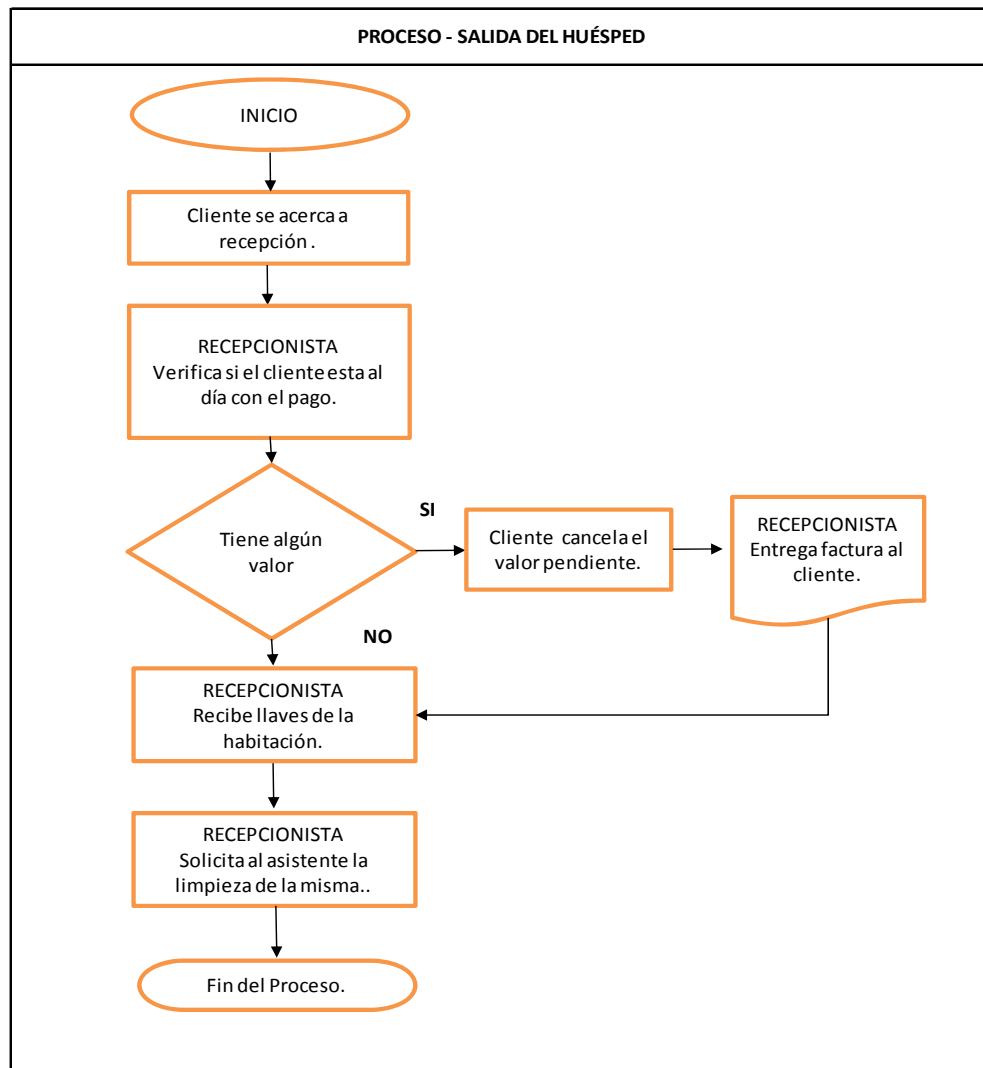 PROCESO - SALIDA DEL HUÉSPED
INICIO
Cliente se acerca a
recepción .
RECEPCIONISTA
Verifica si el cliente esta al
día con el pago.
Tiene algún
valor
SI
Cliente cancela el
valor pendiente.
RECEPCIONISTA
Entrega factura al
cliente.
NO
RECEPCIONISTA
Recibe llaves de la
habitación.
RECEPCIONISTA
Solicita al asistente la
limpieza de la misma..
Fin del Proceso.